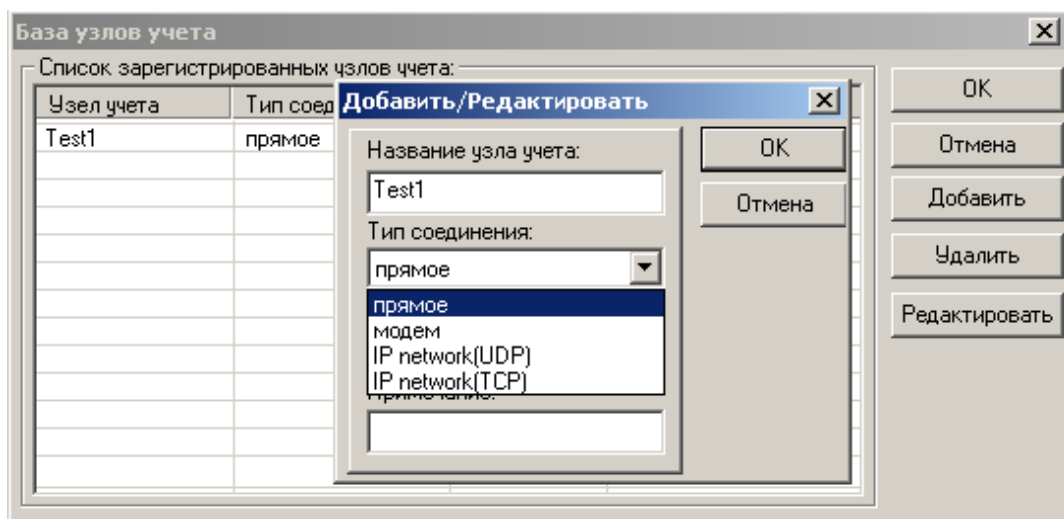 База узлов учета
Список зарегистрированных узлов учета:
Узел учета Тип соед
Test1 прямое
Добавить/Редактировать
Название узла учета:
Test1
Тип соединения:
прямое
прямое
модем
IP network(UDP)
IP network(TCP)
Примечание:
OK
Отмена
OK
Отмена
Добавить
Удалить
Редактировать